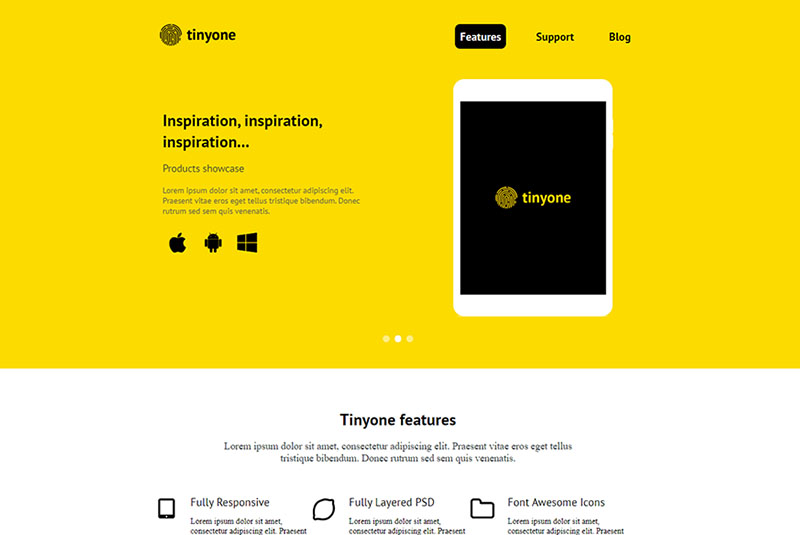 tinyone
Features
Support
Blog
Inspiration, inspiration,
inspiration...
Products showcase
Lorem ipsum dolor sit amet, consectetur adipiscing elit.
Praesent vitae eros eget tellus tristique bibendum. Donec
rutrum sed sem quis venenatis.
tinyone
Tinyone features
Lorem ipsum dolor sit amet, consectetur adipiscing elit. Praesent vitae eros eget tellus
tristique bibendum. Donec rutrum sed sem quis venenatis.
Fully Responsive
Lorem ipsum dolor sit amet,
consectetur adipiscing elit. Praesent
Fully Layered PSD
Lorem ipsum dolor sit amet,
consectetur adipiscing elit. Praesent
Font Awesome Icons
Lorem ipsum dolor sit amet,
consectetur adipiscing elit. Praesent